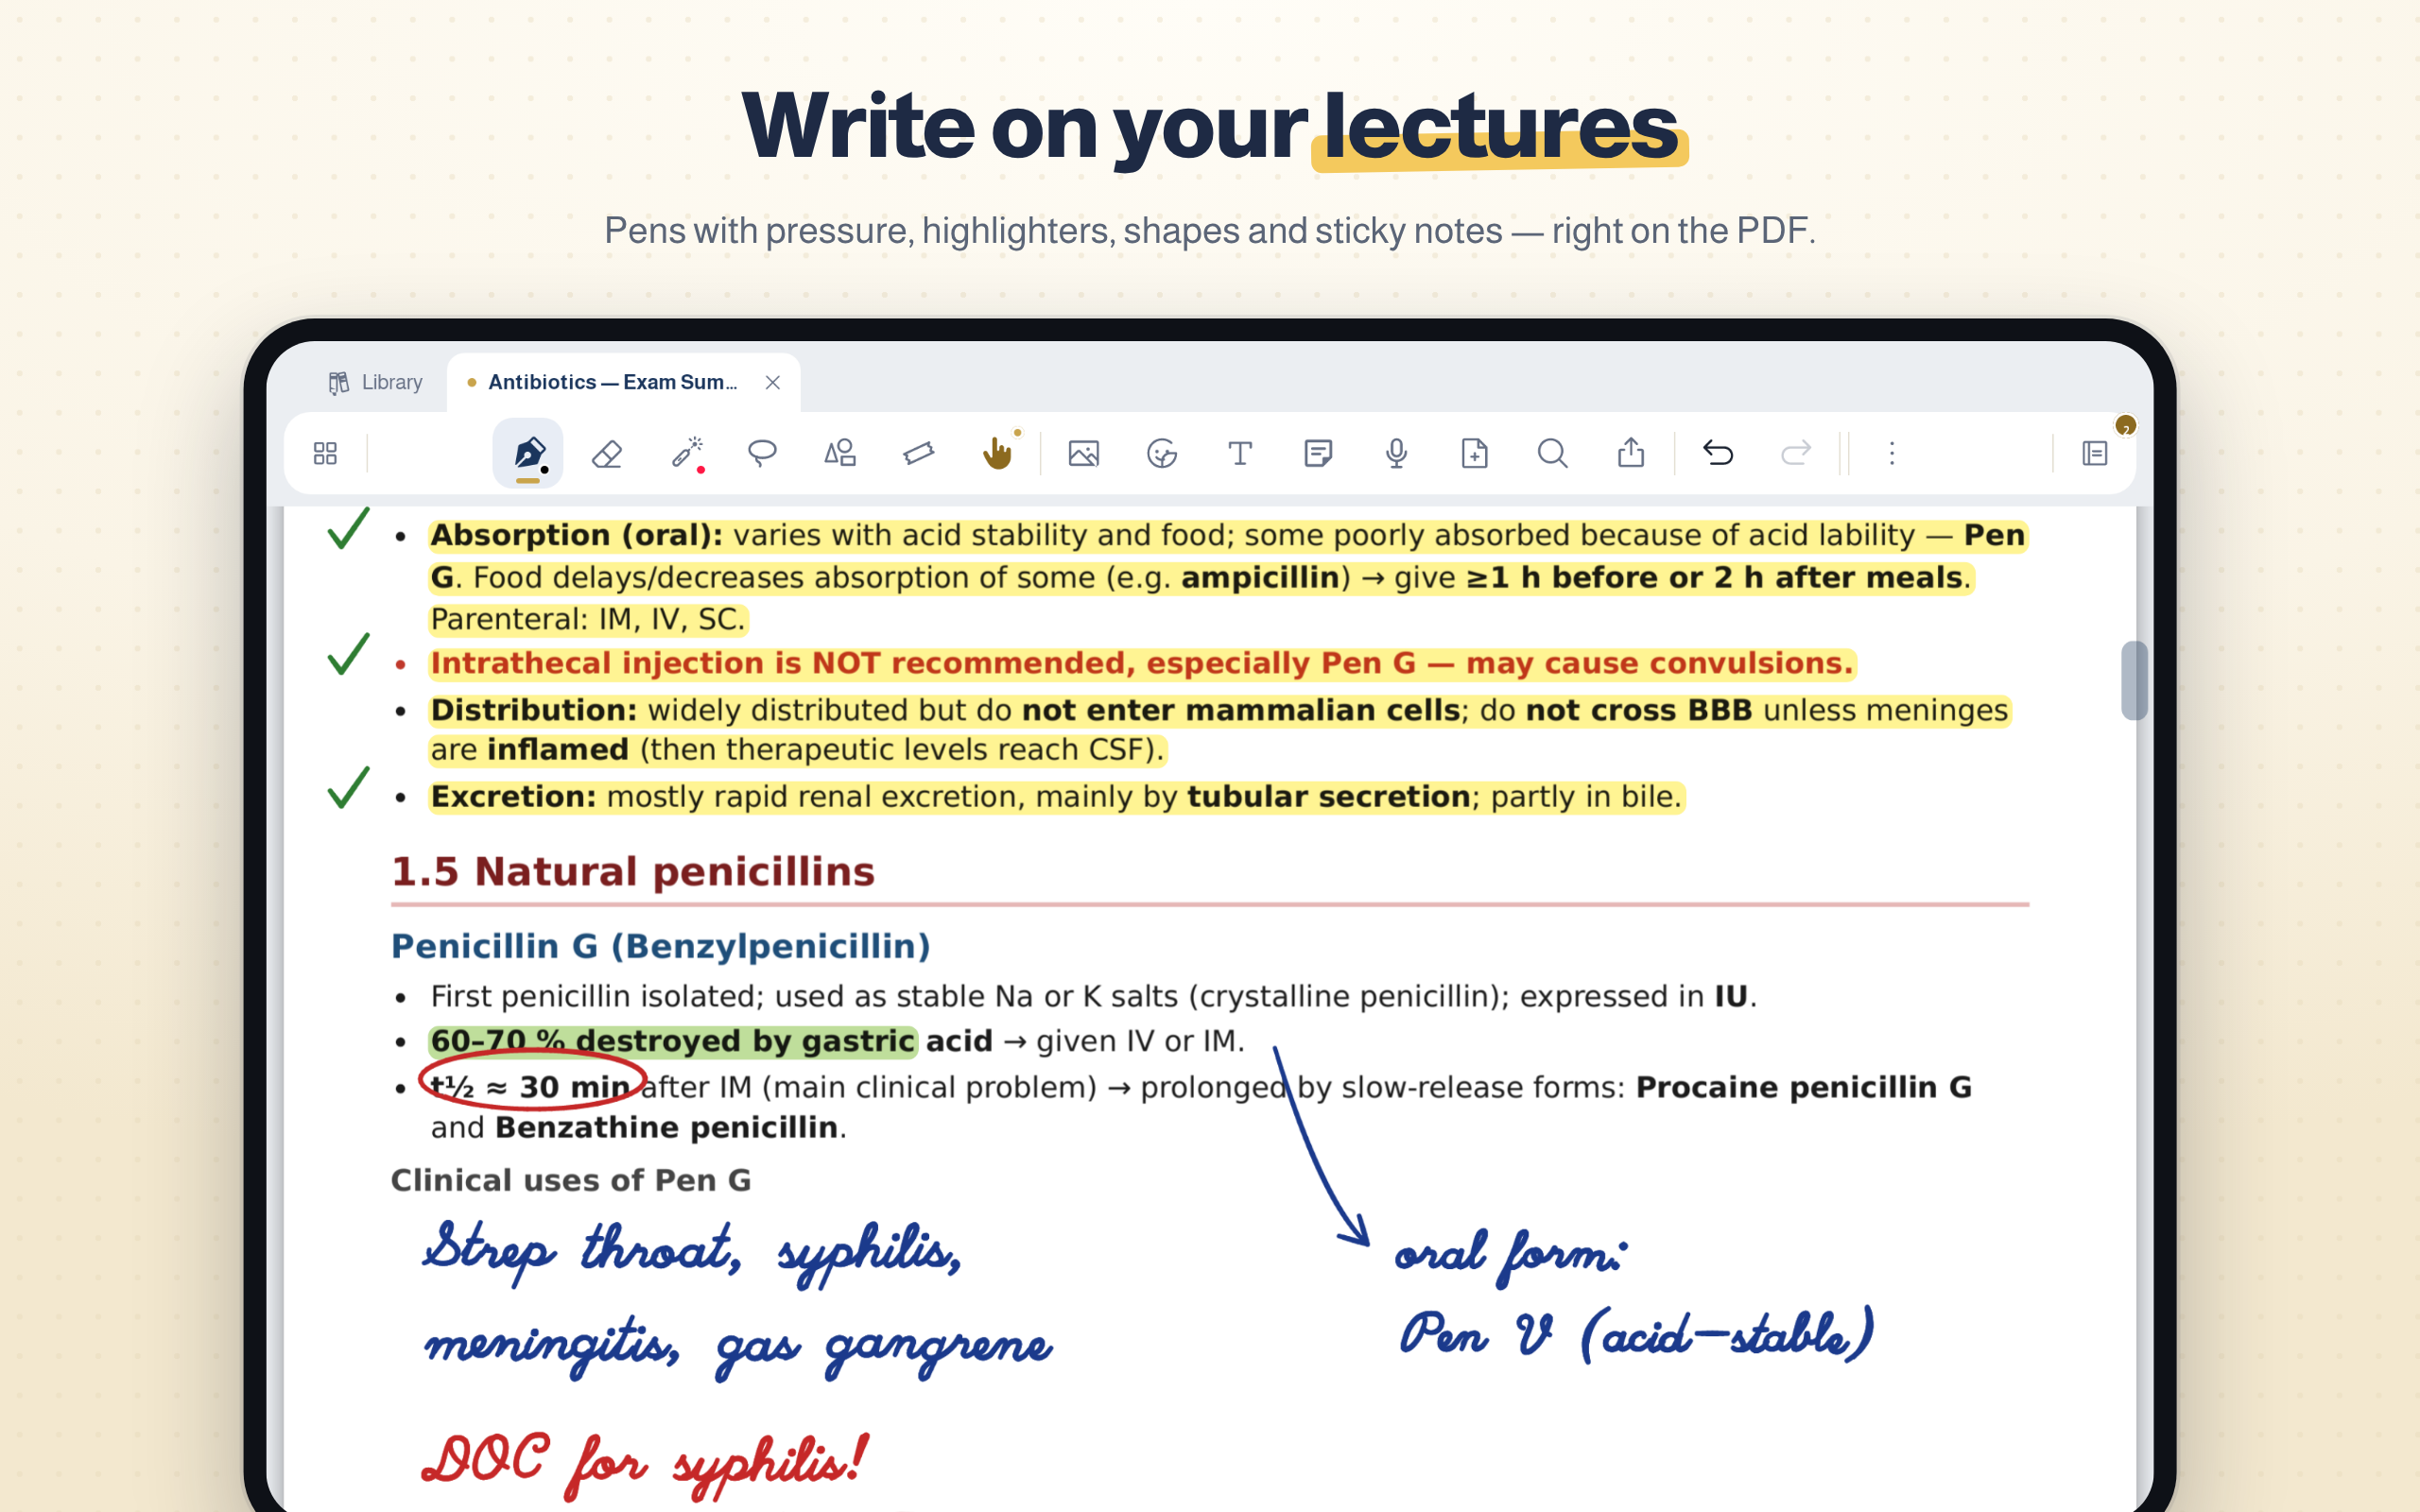 Write on your lectures
Pens with pressure, highlighters, shapes and sticky notes — right on the PDF.
Library
Antibiotics — Exam Sum…
2
✓ • Absorption (oral): varies with acid stability and food; some poorly absorbed because of acid lability — Pen
G. Food delays/decreases absorption of some (e.g. ampicillin) → give ≥1 h before or 2 h after meals.
Parenteral: IM, IV, SC.
✓ • Intrathecal injection is NOT recommended, especially Pen G — may cause convulsions.
• Distribution: widely distributed but do not enter mammalian cells; do not cross BBB unless meninges
are inflamed (then therapeutic levels reach CSF).
✓ • Excretion: mostly rapid renal excretion, mainly by tubular secretion; partly in bile.
1.5 Natural penicillins
Penicillin G (Benzylpenicillin)
• First penicillin isolated; used as stable Na or K salts (crystalline penicillin); expressed in IU.
• 60–70 % destroyed by gastric acid → given IV or IM.
• t½ ≈ 30 min after IM (main clinical problem) → prolonged by slow-release forms: Procaine penicillin G
and Benzathine penicillin.
Clinical uses of Pen G
Strep throat, syphilis,
meningitis, gas gangrene
oral form:
Pen V (acid–stable)
DOC for syphilis!